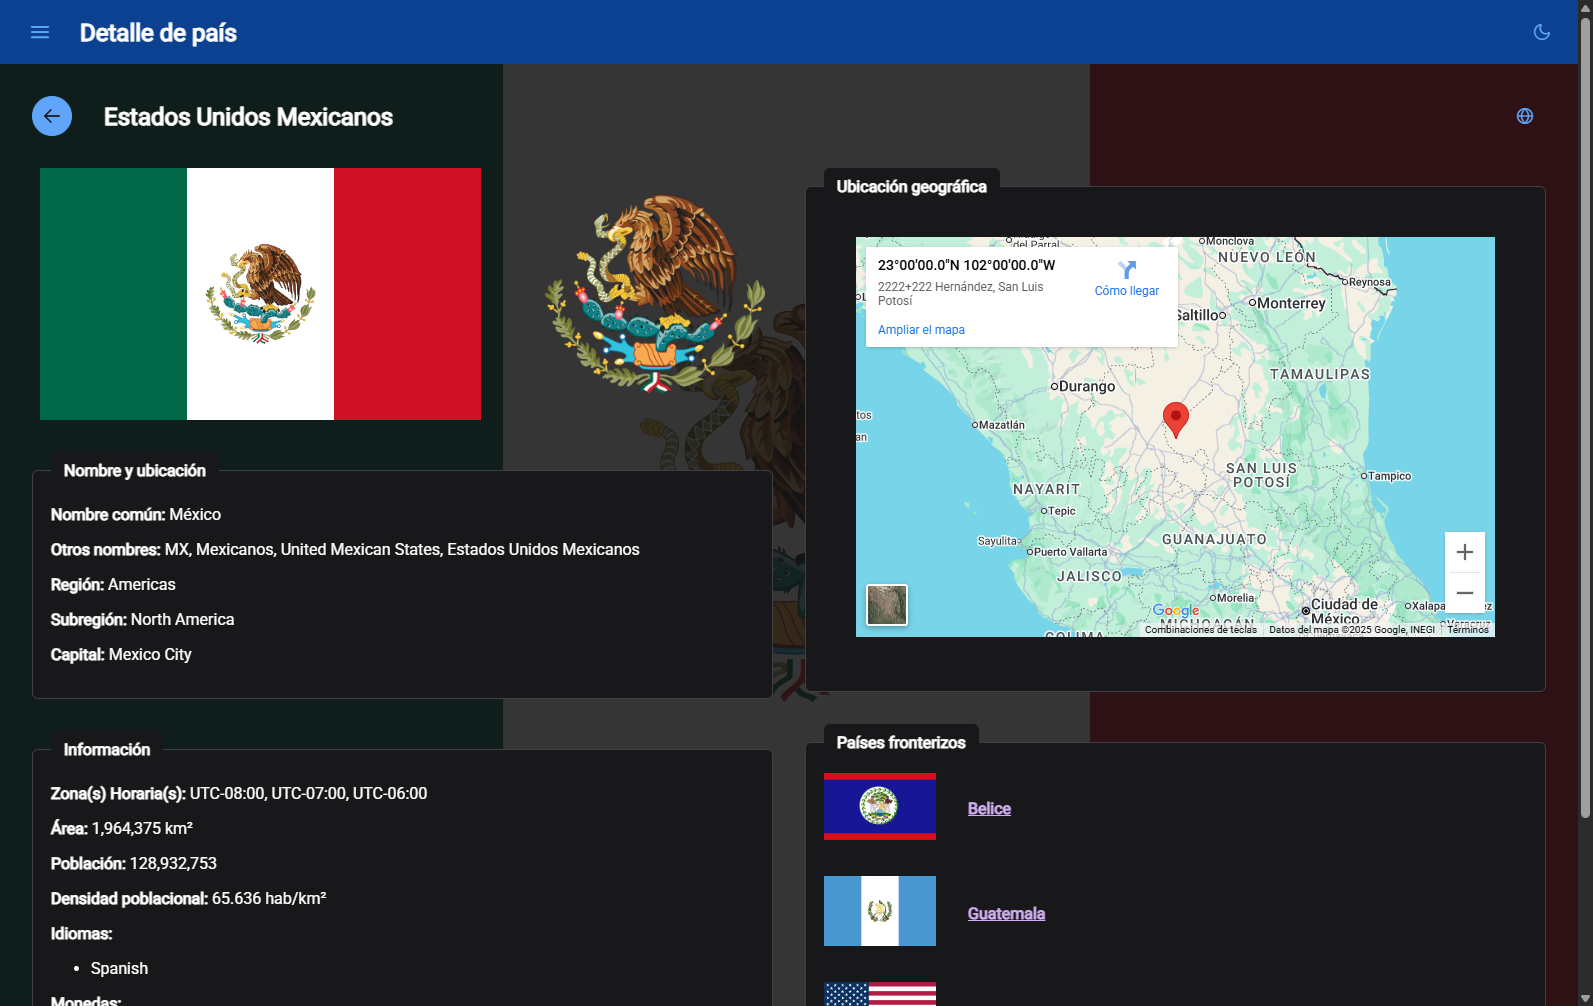 Detalle de país
Estados Unidos Mexicanos
Nombre y ubicación
Nombre común: México
Otros nombres: MX, Mexicanos, United Mexican States, Estados Unidos Mexicanos
Región: Americas
Subregión: North America
Capital: Mexico City
Información
Zona(s) Horaria(s): UTC-08:00, UTC-07:00, UTC-06:00
Área: 1,964,375 km²
Población: 128,932,753
Densidad poblacional: 65.636 hab/km²
Idiomas:
• Spanish
Monedas:
Ubicación geográfica
23°00'00.0"N 102°00'00.0"W
2222+222 Hernández, San Luis
Potosí
Ampliar el mapa
Cómo llegar
del Parral
Monclova
NUEVO LEÓN
Reynosa
Monterrey
Saltillo
TAMAULIPAS
Durango
Mazatlán
SAN LUIS
POTOSÍ
Tampico
NAYARIT
Tepic
Sayulita
GUANAJUATO
Puerto Vallarta
JALISCO
Morelia
Ciudad de
México
Xalapa
Google
MICHOACÁN
Veracruz
COLIMA
Combinaciones de teclas
Datos del mapa ©2025 Google, INEGI
Términos
Países fronterizos
Belice
Guatemala